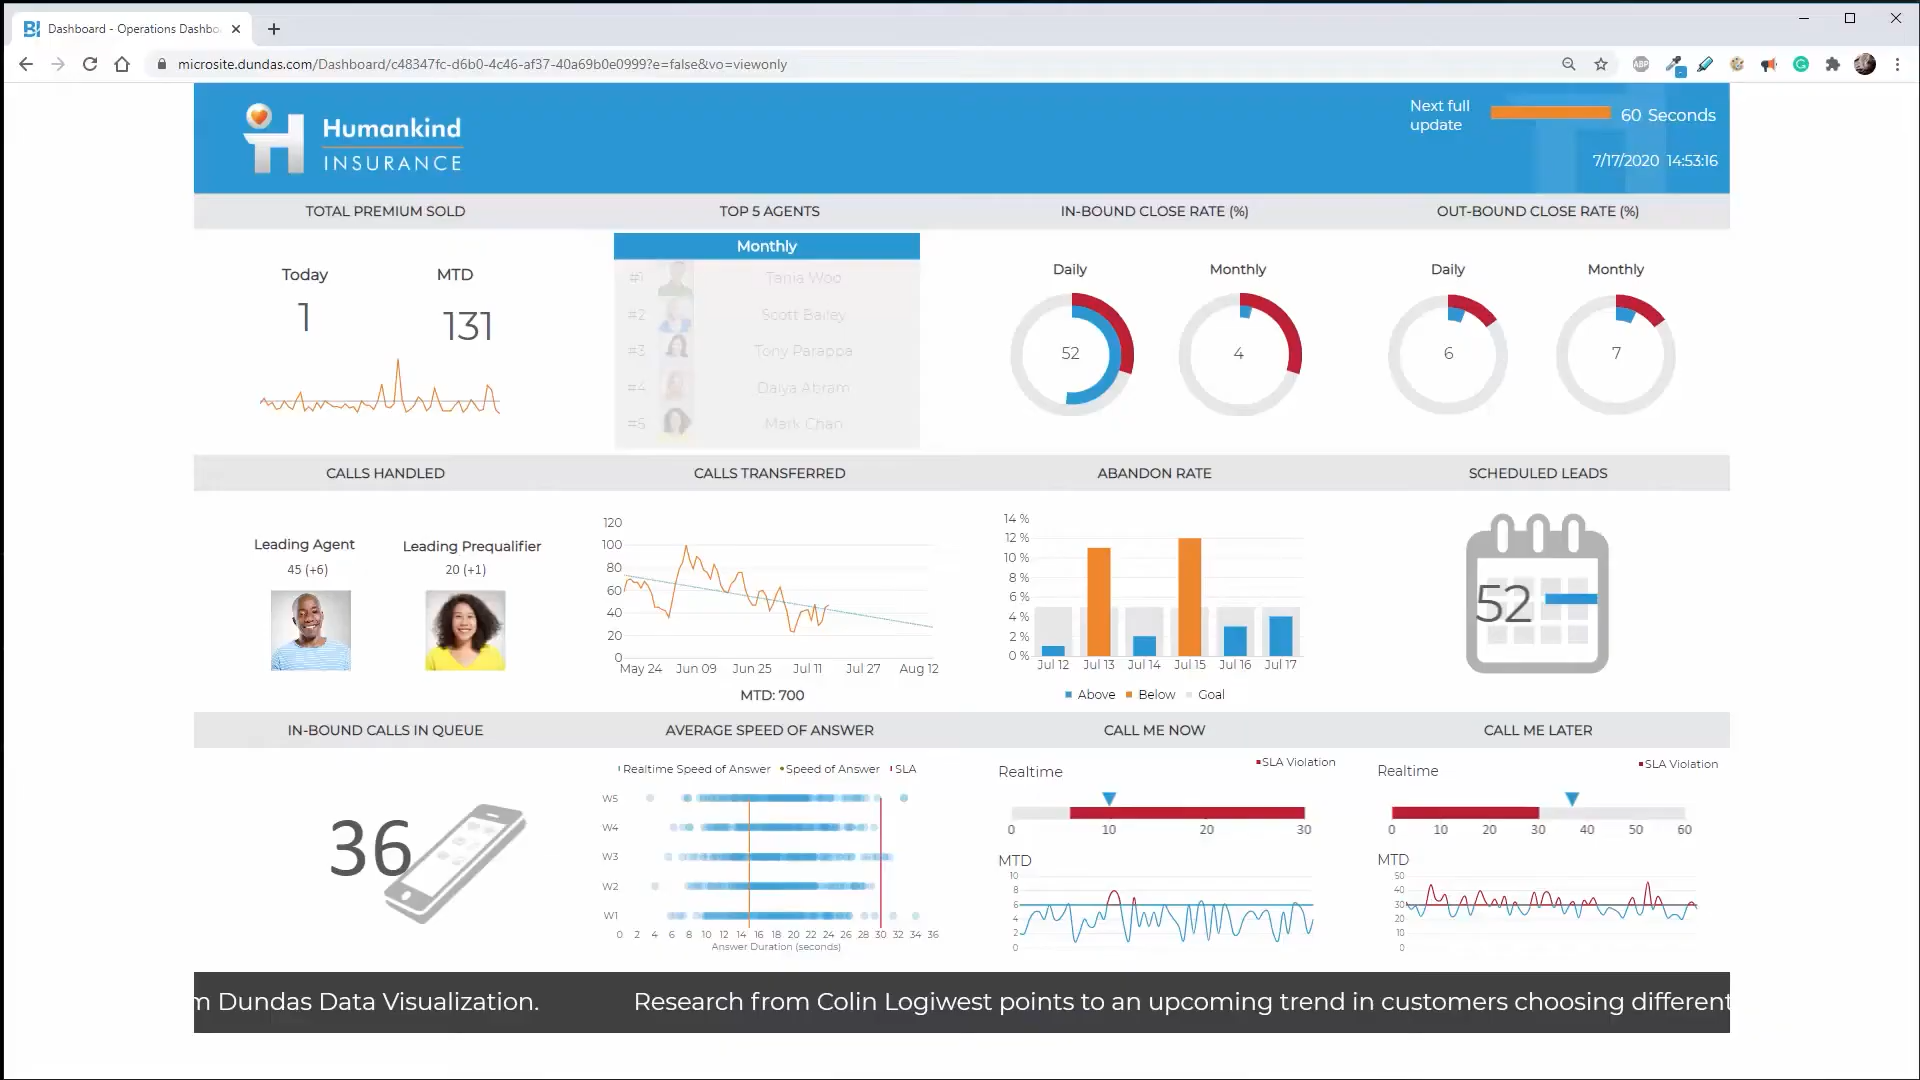 Dashboard - Operations Dashbo
microsite.dundas.com/Dashboard/c48347fc-d6b0-4c46-af37-40a69b0e0999?e=false&vo=viewonly
ABP
Humankind
INSURANCE
Next full
update
60 Seconds
7/17/2020 14:53:16
TOTAL PREMIUM SOLD
TOP 5 AGENTS
IN-BOUND CLOSE RATE (%)
OUT-BOUND CLOSE RATE (%)
Today
MTD
1
131
Monthly
#1 Tania Woo
#2 Scott Bailey
#3 Tony Parappa
#4 Daiya Abram
#5 Mark Chan
Daily
Monthly
52
4
Daily
Monthly
6
7
CALLS HANDLED
CALLS TRANSFERRED
ABANDON RATE
SCHEDULED LEADS
Leading Agent
45 (+6)
Leading Prequalifier
20 (+1)
120
100
80
60
40
20
0
May 24 Jun 09 Jun 25 Jul 11 Jul 27 Aug 12
MTD: 700
14 %
12 %
10 %
8 %
6 %
4 %
2 %
0 %
Jul 12 Jul 13 Jul 14 Jul 15 Jul 16 Jul 17
Above Below Goal
52
IN-BOUND CALLS IN QUEUE
AVERAGE SPEED OF ANSWER
CALL ME NOW
CALL ME LATER
36
Realtime Speed of Answer Speed of Answer SLA
W5
W4
W3
W2
W1
0 2 4 6 8 10 12 14 16 18 20 22 24 26 28 30 32 34 36
Answer Duration (seconds)
SLA Violation
Realtime
0 10 20 30
MTD
10
8
6
4
2
0
SLA Violation
Realtime
0 10 20 30 40 50 60
MTD
50
40
30
20
10
0
m Dundas Data Visualization. Research from Colin Logiwest points to an upcoming trend in customers choosing different